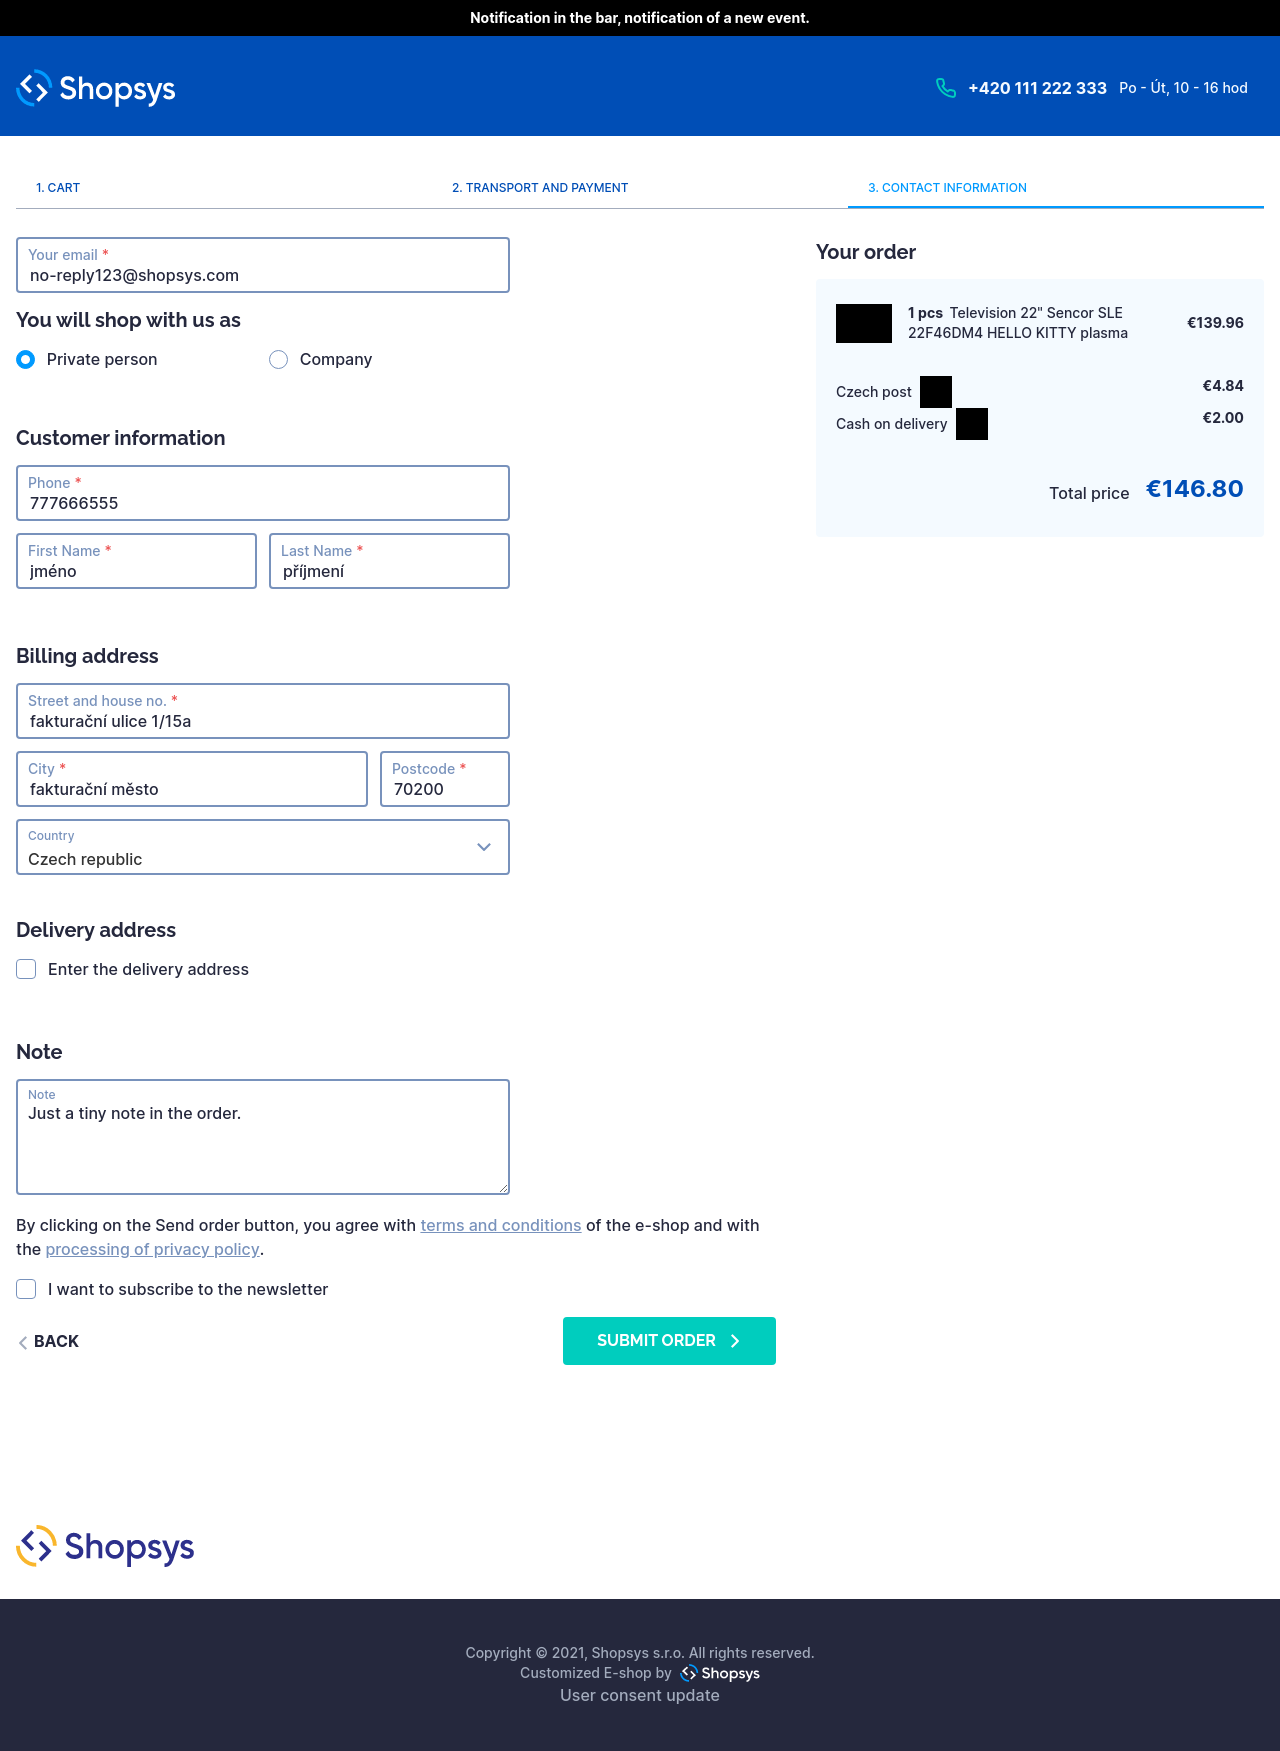 Notification in the bar, notification of a new event.
Shopsys
+420 111 222 333 Po - Út, 10 - 16 hod
1. CART
2. TRANSPORT AND PAYMENT
3. CONTACT INFORMATION
Your email *
no-reply123@shopsys.com
You will shop with us as
Private person
Company
Customer information
Phone *
777666555
First Name *
jméno
Last Name *
příjmení
Billing address
Street and house no. *
fakturační ulice 1/15a
City *
fakturační město
Postcode *
70200
Country
Czech republic
Delivery address
Enter the delivery address
Note
Note
Just a tiny note in the order.
By clicking on the Send order button, you agree with terms and conditions of the e-shop and with
the processing of privacy policy.
I want to subscribe to the newsletter
BACK
SUBMIT ORDER
Your order
1 pcs Television 22" Sencor SLE
22F46DM4 HELLO KITTY plasma
€139.96
Czech post
€4.84
Cash on delivery
€2.00
Total price €146.80
Shopsys
Copyright © 2021, Shopsys s.r.o. All rights reserved.
Customized E-shop by Shopsys
User consent update